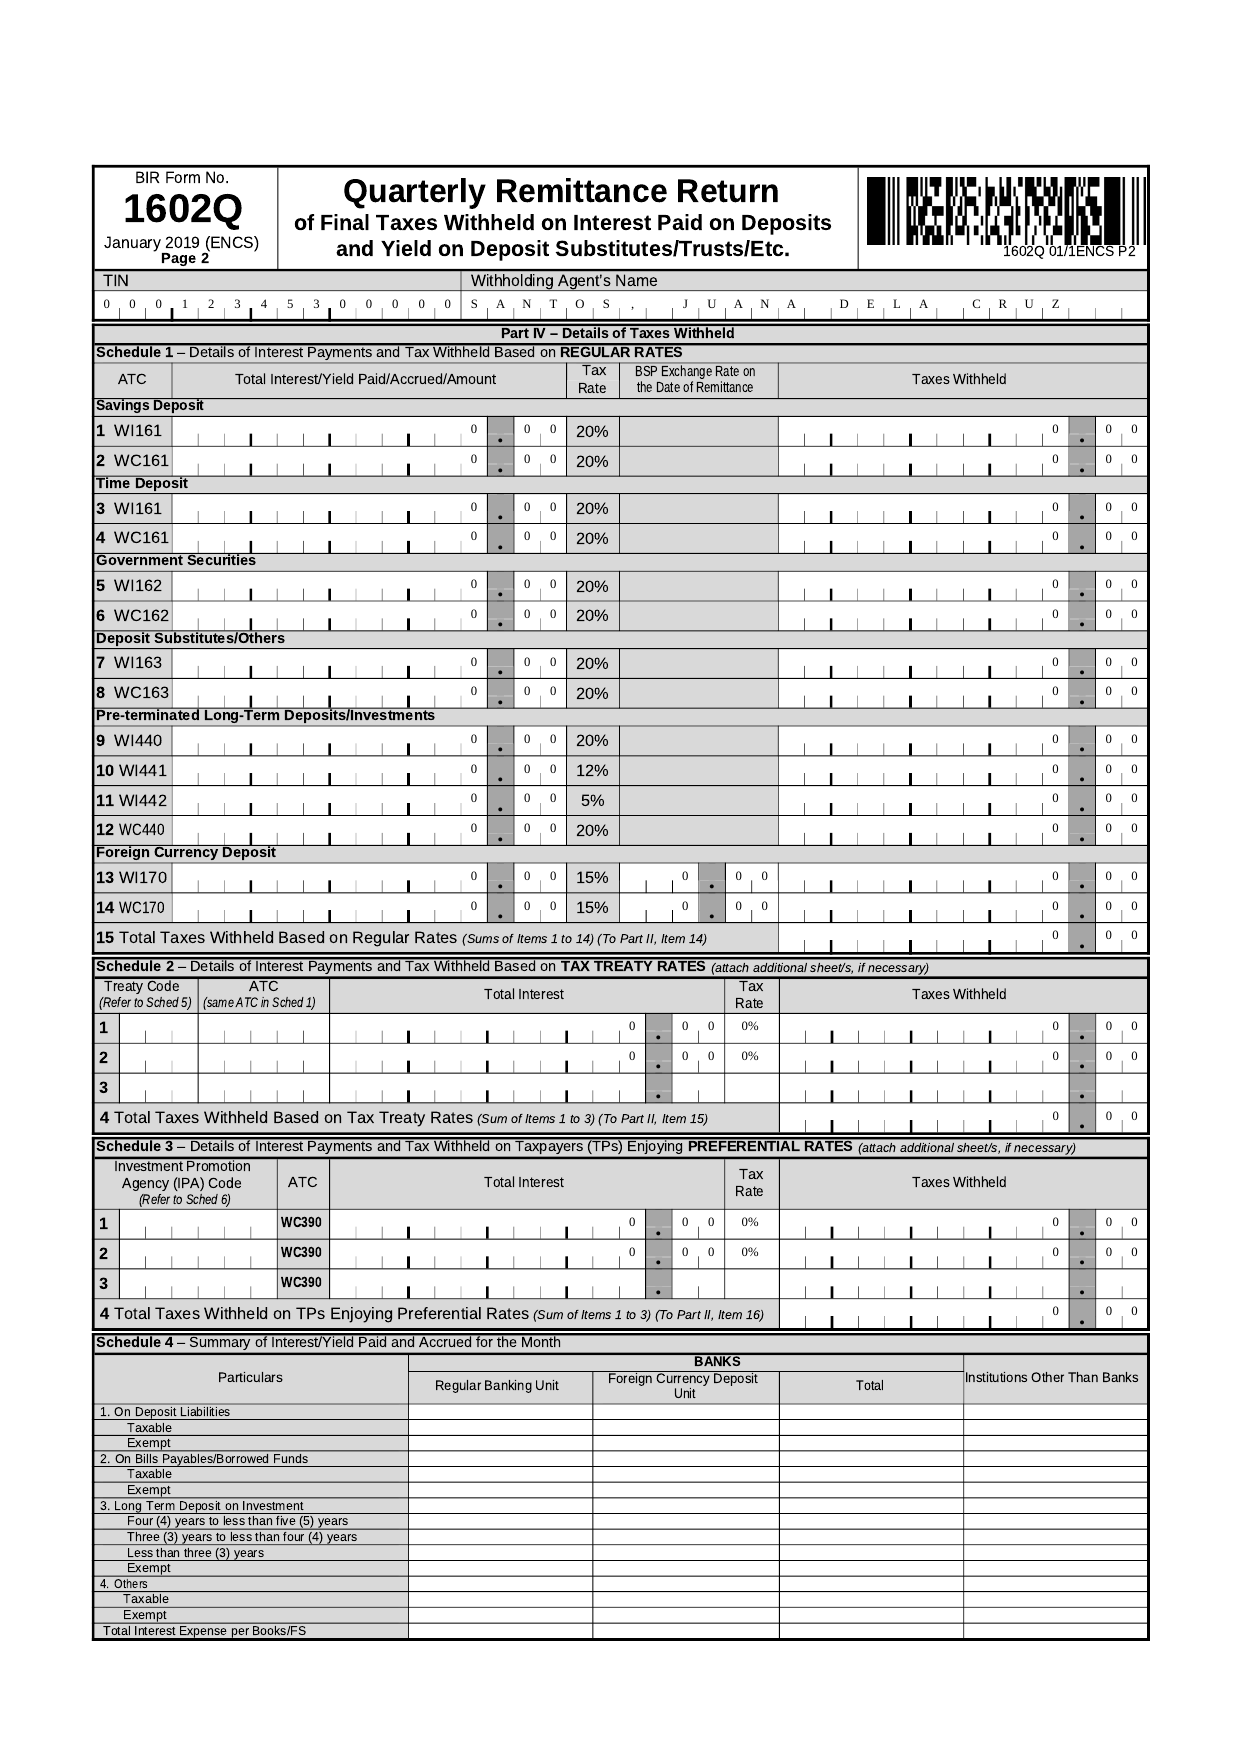 BIR Form No.
1602Q
January 2019 (ENCS)
Page 2
Quarterly Remittance Return
of Final Taxes Withheld on Interest Paid on Deposits
and Yield on Deposit Substitutes/Trusts/Etc.
1602Q 01/1ENCS P2
TIN Withholding Agent's Name
0 0 0 1 2 3 4 5 3 0 0 0 0 0 S A N T O S , J U A N A D E L A C R U Z
Part IV – Details of Taxes Withheld
Schedule 1 – Details of Interest Payments and Tax Withheld Based on REGULAR RATES
ATC Total Interest/Yield Paid/Accrued/Amount Tax Rate BSP Exchange Rate on the Date of Remittance Taxes Withheld
Savings Deposit
1 WI161 0 . 0 0 20% 0 . 0 0
2 WC161 0 . 0 0 20% 0 . 0 0
Time Deposit
3 WI161 0 . 0 0 20% 0 . 0 0
4 WC161 0 . 0 0 20% 0 . 0 0
Government Securities
5 WI162 0 . 0 0 20% 0 . 0 0
6 WC162 0 . 0 0 20% 0 . 0 0
Deposit Substitutes/Others
7 WI163 0 . 0 0 20% 0 . 0 0
8 WC163 0 . 0 0 20% 0 . 0 0
Pre-terminated Long-Term Deposits/Investments
9 WI440 0 . 0 0 20% 0 . 0 0
10 WI441 0 . 0 0 12% 0 . 0 0
11 WI442 0 . 0 0 5% 0 . 0 0
12 WC440 0 . 0 0 20% 0 . 0 0
Foreign Currency Deposit
13 WI170 0 . 0 0 15% 0 . 0 0 0 . 0 0
14 WC170 0 . 0 0 15% 0 . 0 0 0 . 0 0
15 Total Taxes Withheld Based on Regular Rates (Sums of Items 1 to 14) (To Part II, Item 14) 0 . 0 0
Schedule 2 – Details of Interest Payments and Tax Withheld Based on TAX TREATY RATES (attach additional sheet/s, if necessary)
Treaty Code (Refer to Sched 5) ATC (same ATC in Sched 1) Total Interest Tax Rate Taxes Withheld
1 0 . 0 0 0% 0 . 0 0
2 0 . 0 0 0% 0 . 0 0
3 . .
4 Total Taxes Withheld Based on Tax Treaty Rates (Sum of Items 1 to 3) (To Part II, Item 15) 0 . 0 0
Schedule 3 – Details of Interest Payments and Tax Withheld on Taxpayers (TPs) Enjoying PREFERENTIAL RATES (attach additional sheet/s, if necessary)
Investment Promotion Agency (IPA) Code (Refer to Sched 6) ATC Total Interest Tax Rate Taxes Withheld
1 WC390 0 . 0 0 0% 0 . 0 0
2 WC390 0 . 0 0 0% 0 . 0 0
3 WC390 . .
4 Total Taxes Withheld on TPs Enjoying Preferential Rates (Sum of Items 1 to 3) (To Part II, Item 16) 0 . 0 0
Schedule 4 – Summary of Interest/Yield Paid and Accrued for the Month
Particulars BANKS Institutions Other Than Banks
Regular Banking Unit Foreign Currency Deposit Unit Total
1. On Deposit Liabilities
Taxable
Exempt
2. On Bills Payables/Borrowed Funds
Taxable
Exempt
3. Long Term Deposit on Investment
Four (4) years to less than five (5) years
Three (3) years to less than four (4) years
Less than three (3) years
Exempt
4. Others
Taxable
Exempt
Total Interest Expense per Books/FS